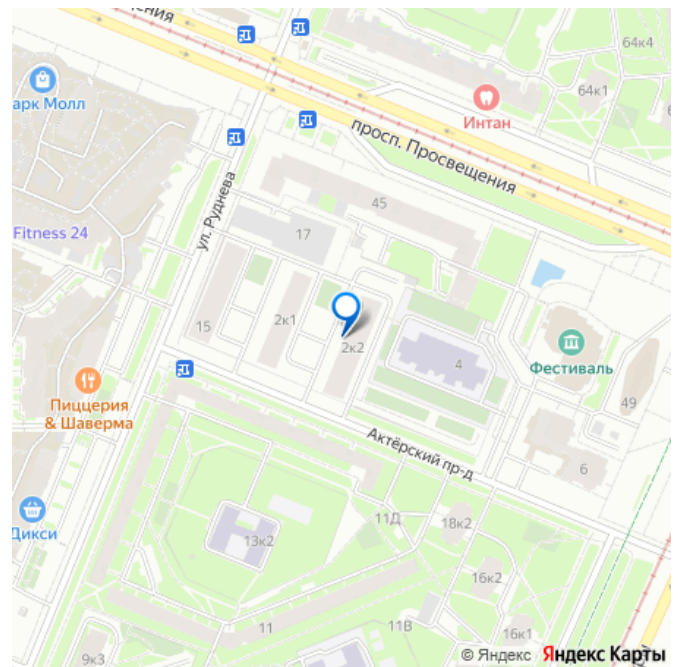 щения
64к4
64к1
арк Молл
Интан
просп. Просвещения
ул. Руднева
45
17
Fitness 24
15
2к1
2к2
4
Фестиваль
49
Пиццерия
& Шаверма
Актёрский пр-д
6
11Д
18к2
Дикси
13к2
16к2
11
11В
16к1
9к3
© Яндекс Яндекс Карты